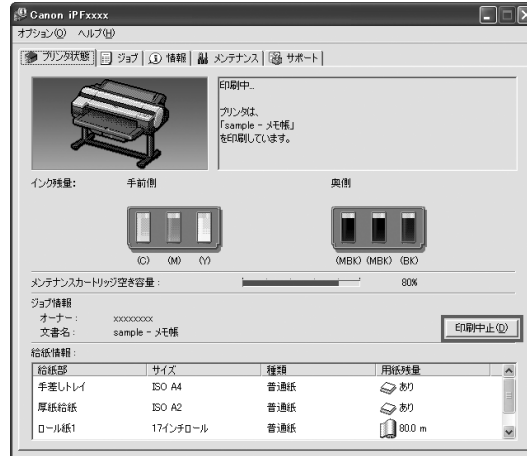 Canon iPFxxxx
オプション(O) ヘルプ(H)
プリンタ状態 ジョブ 情報 メンテナンス サポート
印刷中..
プリンタは、
「sample - メモ帳」
を印刷しています。
インク残量: 手前側 奥側
(C) (M) (Y) (MBK) (MBK) (BK)
メンテナンスカートリッジ空き容量: 80%
ジョブ情報
オーナー: xxxxxxxx
文書名: sample - メモ帳
印刷中止(D)
給紙情報:
給紙部 サイズ 種類 用紙残量
手差しトレイ ISO A4 普通紙 あり
厚紙給紙 ISO A2 普通紙 あり
ロール紙1 17インチロール 普通紙 80.0 m